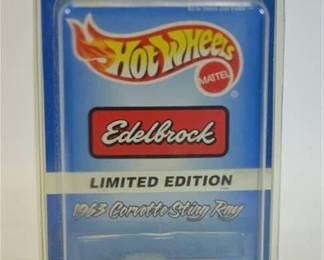 HOT WHEELS
MATTEL
Edelbrock
LIMITED EDITION
1963 Corvette Sting Ray